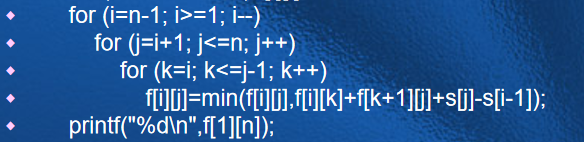 for (i=n-1; i>=1; i--)
for (j=i+1; j<=n; j++)
for (k=i; k<=j-1; k++)
f[i][j]=min(f[i][j],f[i][k]+f[k+1][j]+s[j]-s[i-1]);
printf("%d\n",f[1][n]);